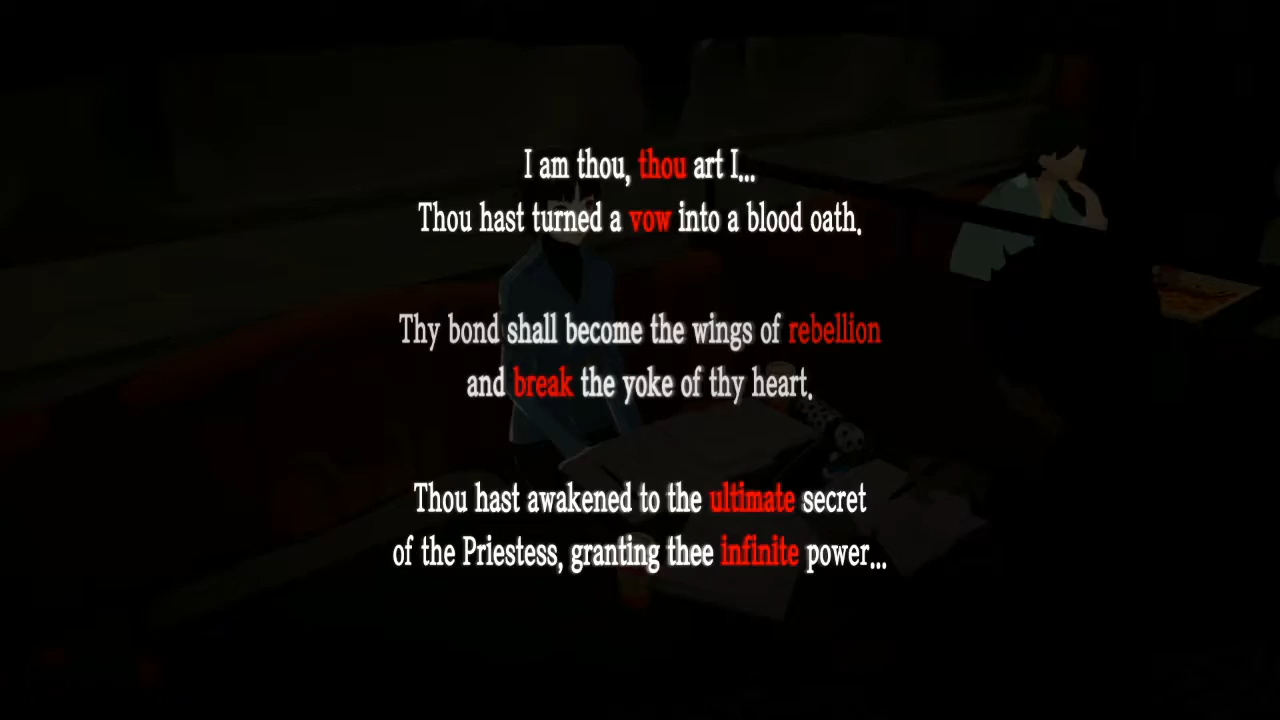 I am thou, thou art I...
Thou hast turned a vow into a blood oath.
Thy bond shall become the wings of rebellion
and break the yoke of thy heart.
Thou hast awakened to the ultimate secret
of the Priestess, granting thee infinite power...